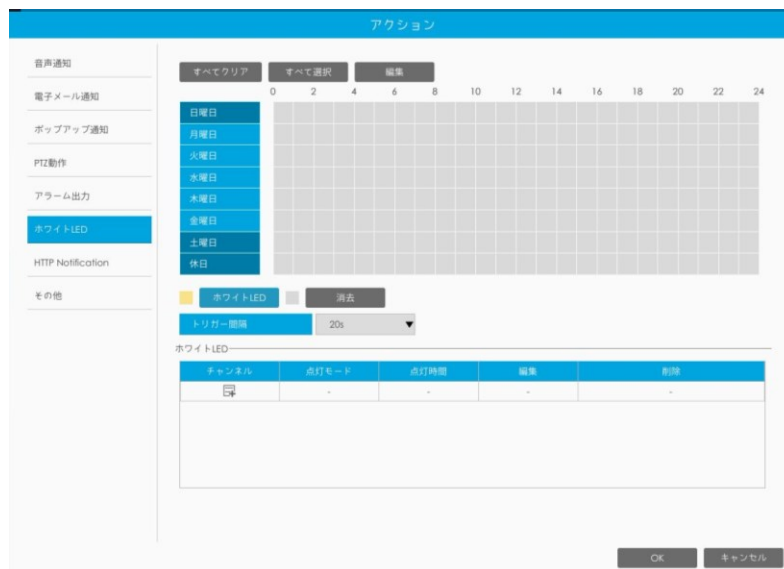 アクション
音声通知
電子メール通知
ポップアップ通知
PTZ動作
アラーム出力
ホワイトLED
HTTP Notification
その他
すべてクリア すべて選択 編集
0 2 4 6 8 10 12 14 16 18 20 22 24
日曜日
月曜日
火曜日
水曜日
木曜日
金曜日
土曜日
休日
ホワイトLED 消去
トリガー間隔 20s
ホワイトLED
チャンネル 点灯モード 点灯時間 編集 削除
- - - -
OK キャンセル